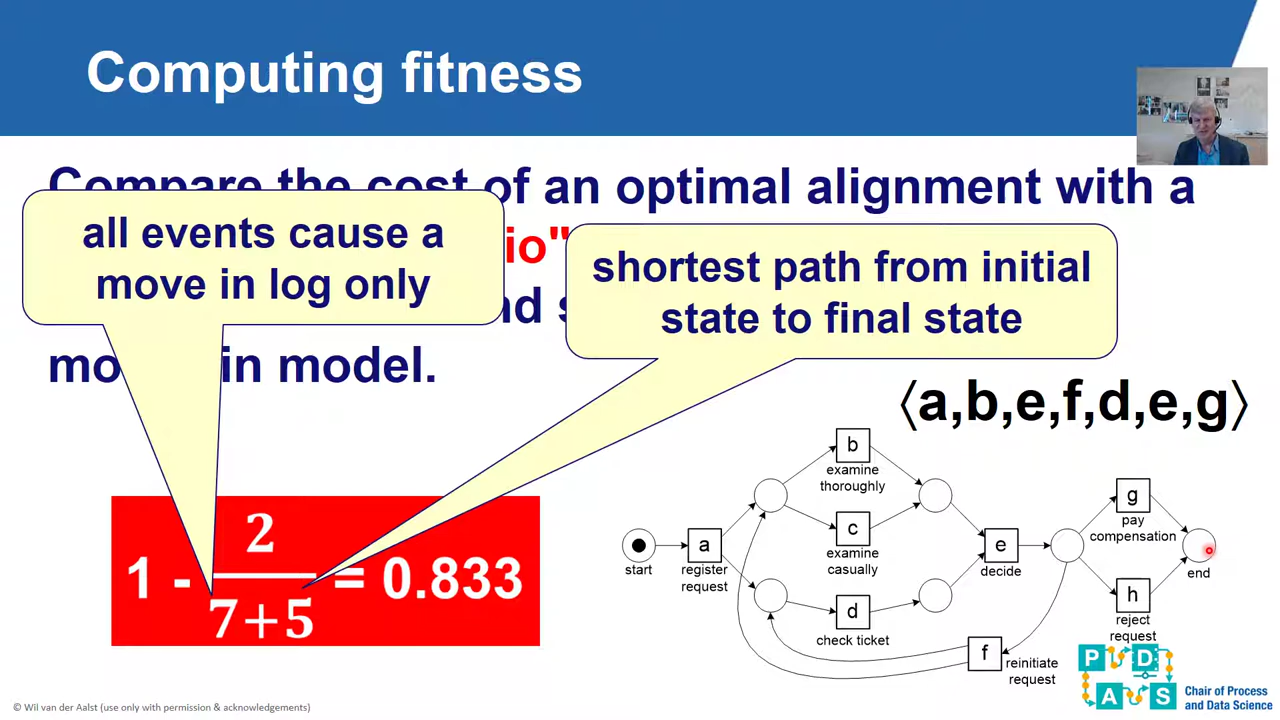 Computing fitness
Compare the cost of an optimal alignment with a
all events cause a
move in log only
io"
shortest path from initial
state to final state
in model.
⟨a,b,e,f,d,e,g⟩
1 - 2/7+5 = 0.833
start
a
register
request
b
examine
thoroughly
c
examine
casually
d
check ticket
e
decide
f
reinitiate
request
g
pay
compensation
h
reject
request
end
P D
A S
Chair of Process
and Data Science
© Wil van der Aalst (use only with permission & acknowledgements)